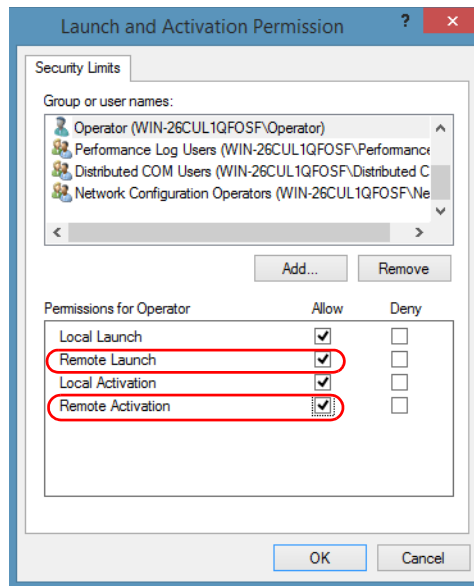 Launch and Activation Permission
? ×
Security Limits
Group or user names:
Operator (WIN-26CUL1QFOSF\Operator)
Performance Log Users (WIN-26CUL1QFOSF\Performance
Distributed COM Users (WIN-26CUL1QFOSF\Distributed C
Network Configuration Operators (WIN-26CUL1QFOSF\Ne
Add... Remove
Permissions for Operator Allow Deny
Local Launch
Remote Launch
Local Activation
Remote Activation
OK Cancel